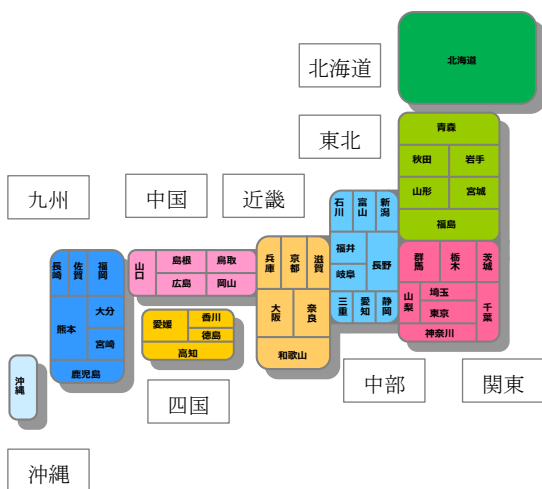 北海道
北海道
東北
青森
秋田 岩手
山形 宮城
福島
九州
中国
近畿
石川 富山 新潟
福井 長野
岐阜
三重 愛知 静岡
群馬 栃木 茨城
山梨 埼玉 千葉
東京
神奈川
兵庫 京都 滋賀
大阪 奈良
和歌山
山口 島根 鳥取
広島 岡山
愛媛 香川
徳島
高知
長崎 佐賀 福岡
熊本 大分
宮崎
鹿児島
沖縄
四国
中部
関東
沖縄